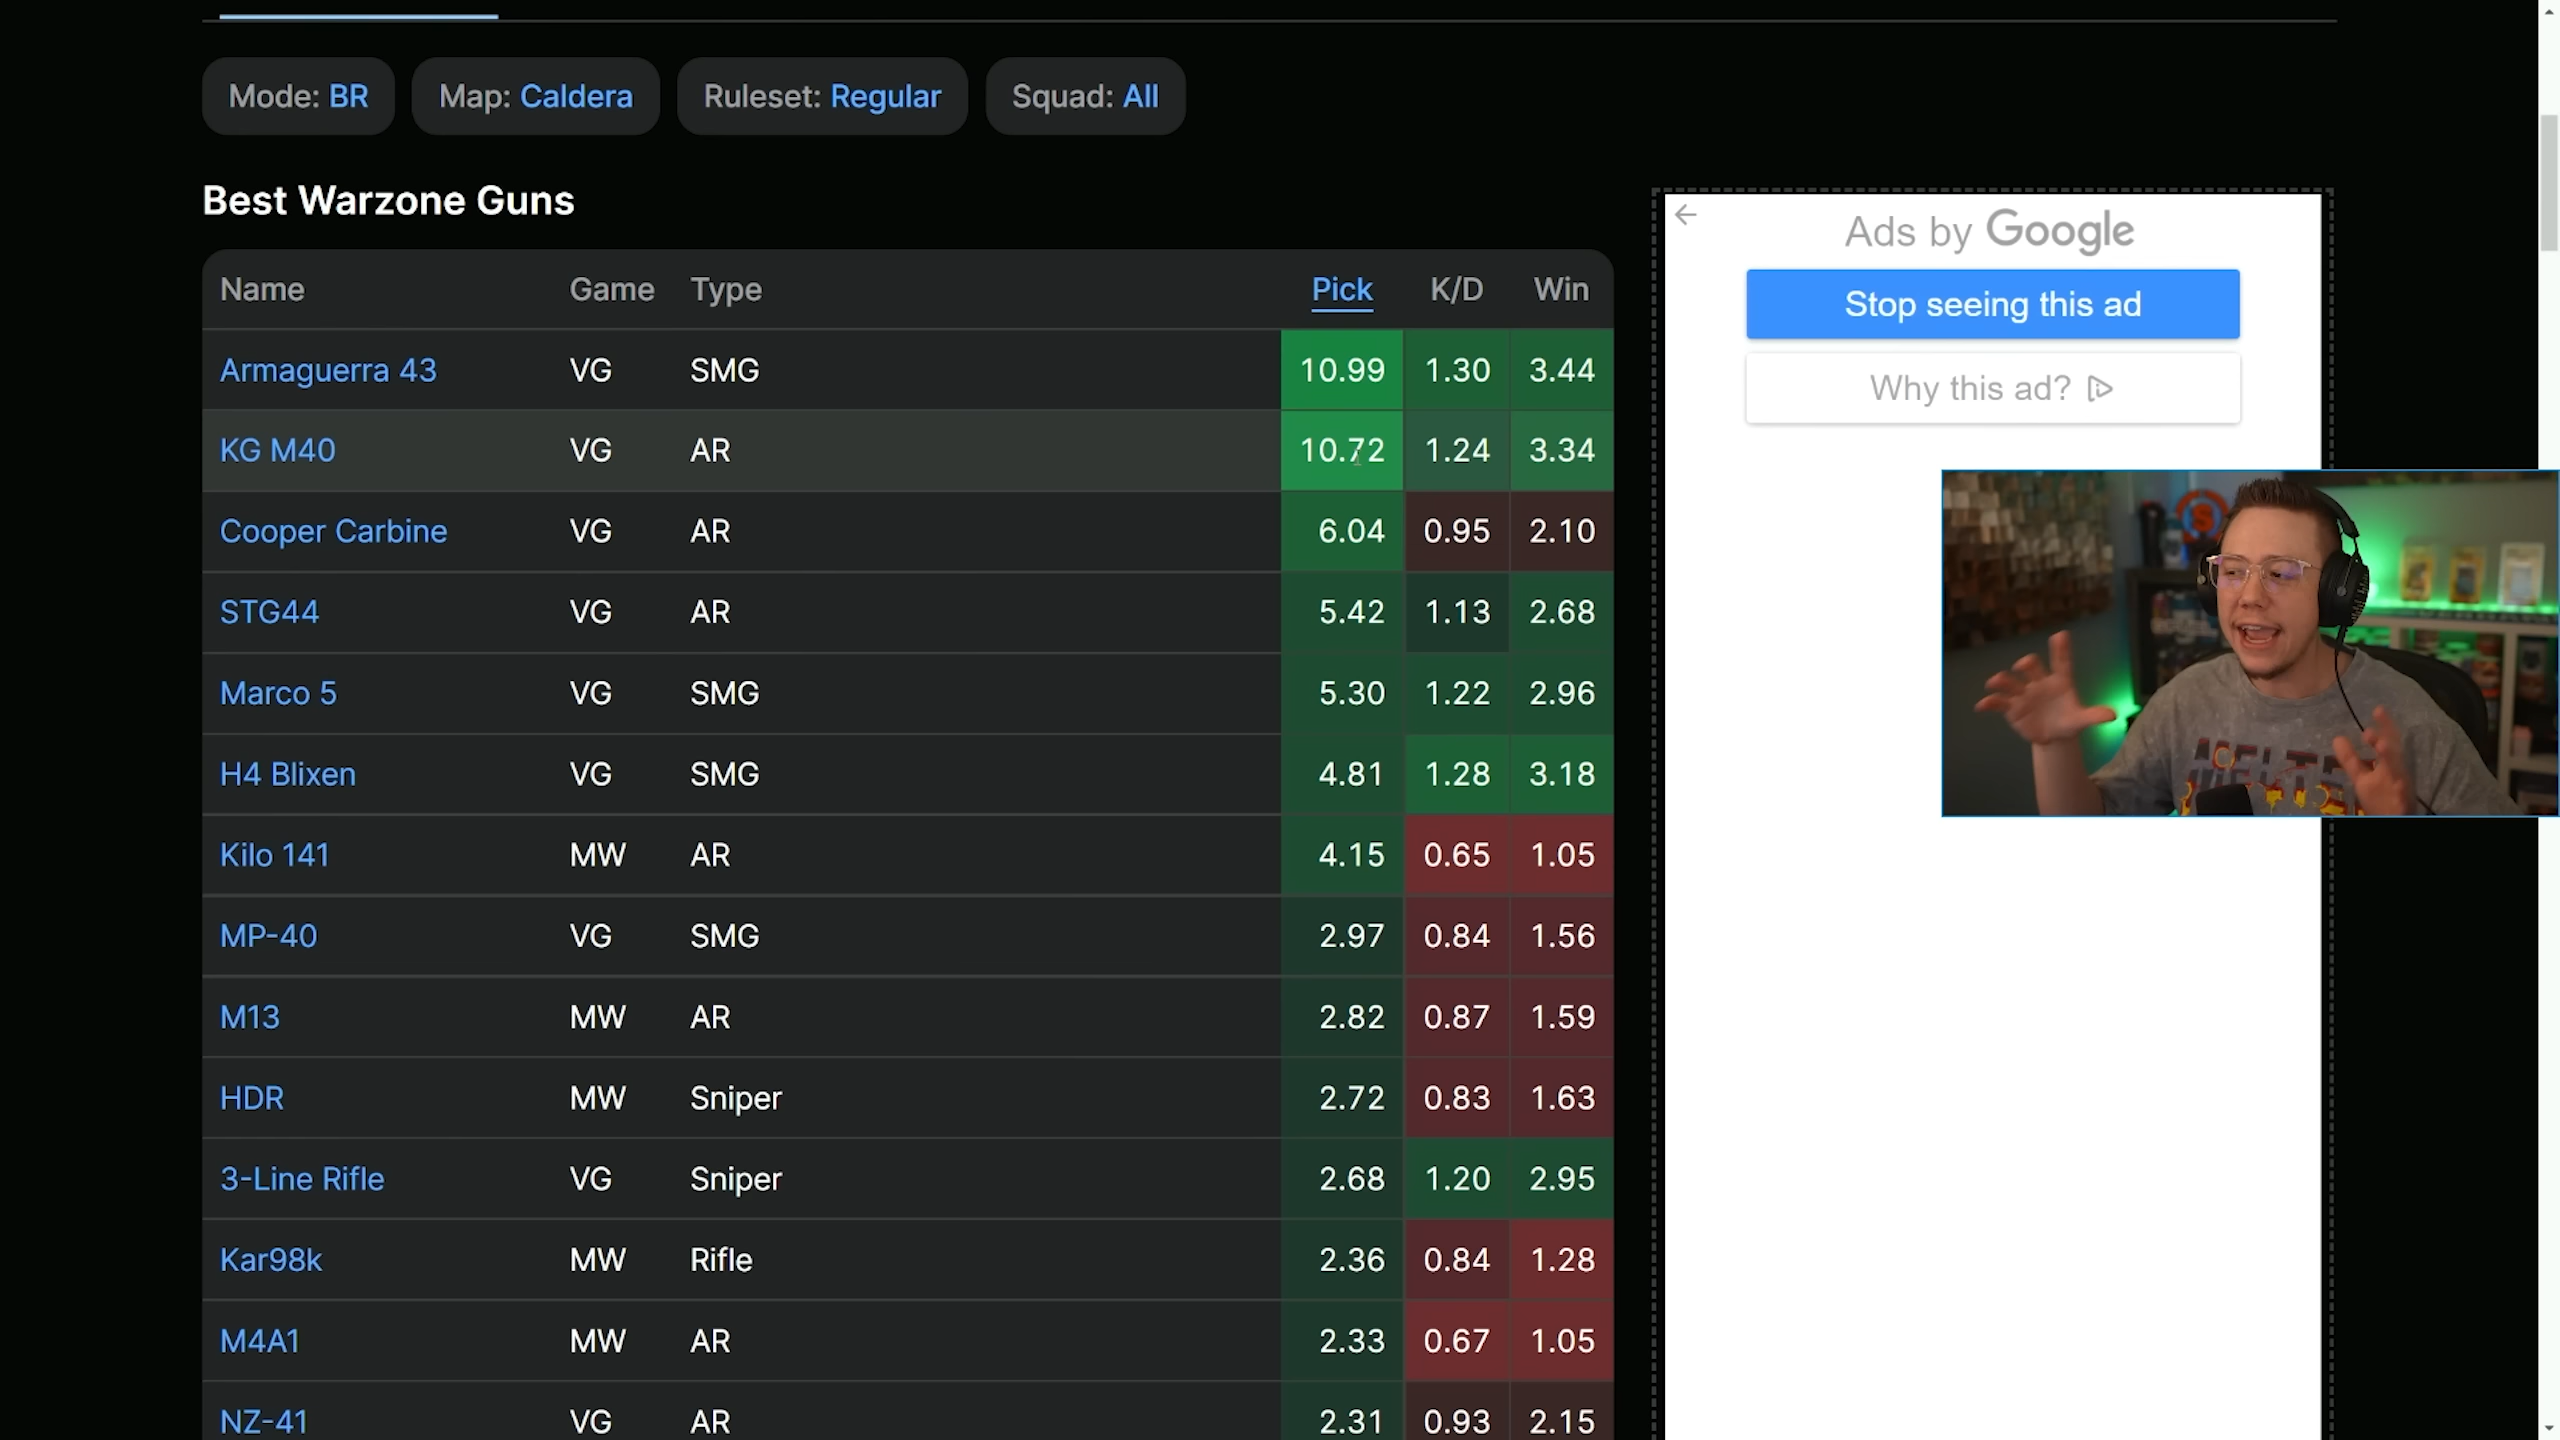 Mode: BR Map: Caldera Ruleset: Regular Squad: All
Best Warzone Guns
Name Game Type Pick K/D Win
Armaguerra 43 VG SMG 10.99 1.30 3.44
KG M40 VG AR 10.72 1.24 3.34
Cooper Carbine VG AR 6.04 0.95 2.10
STG44 VG AR 5.42 1.13 2.68
Marco 5 VG SMG 5.30 1.22 2.96
H4 Blixen VG SMG 4.81 1.28 3.18
Kilo 141 MW AR 4.15 0.65 1.05
MP-40 VG SMG 2.97 0.84 1.56
M13 MW AR 2.82 0.87 1.59
HDR MW Sniper 2.72 0.83 1.63
3-Line Rifle VG Sniper 2.68 1.20 2.95
Kar98k MW Rifle 2.36 0.84 1.28
M4A1 MW AR 2.33 0.67 1.05
NZ-41 VG AR 2.31 0.93 2.15
Ads by Google
Stop seeing this ad
Why this ad?